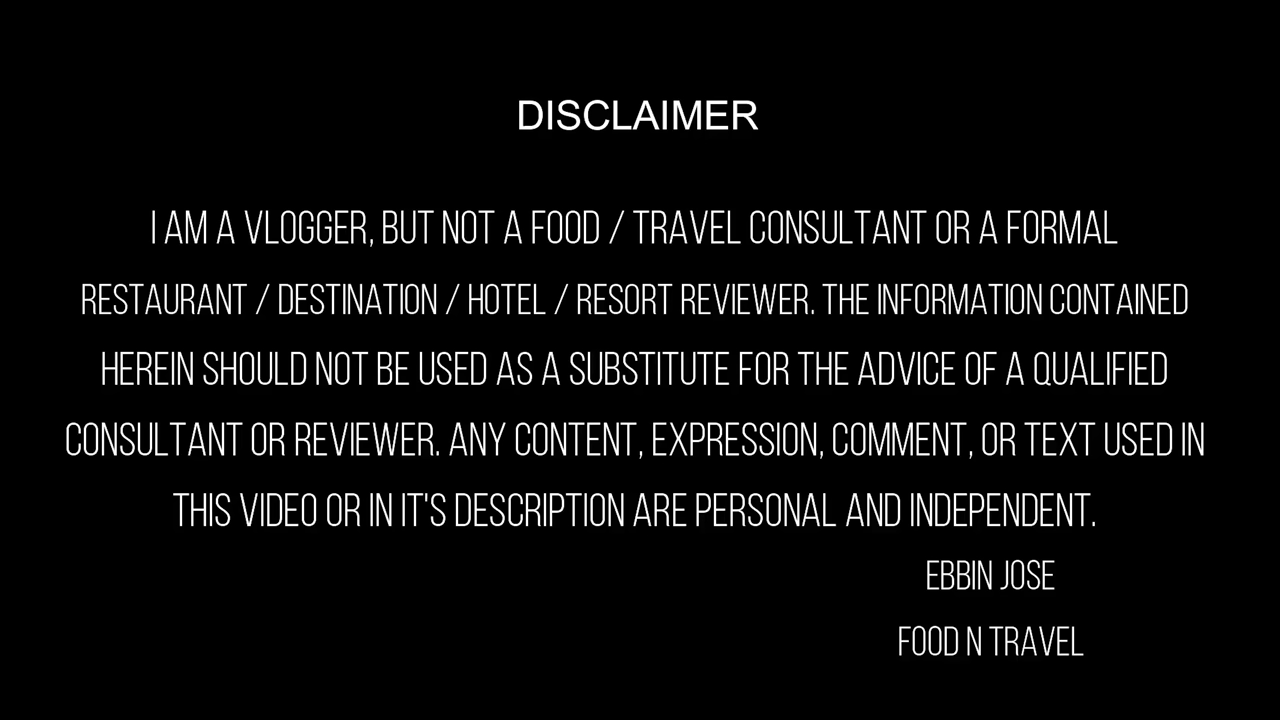 DISCLAIMER
I AM A VLOGGER, BUT NOT A FOOD / TRAVEL CONSULTANT OR A FORMAL
RESTAURANT / DESTINATION / HOTEL / RESORT REVIEWER. THE INFORMATION CONTAINED
HEREIN SHOULD NOT BE USED AS A SUBSTITUTE FOR THE ADVICE OF A QUALIFIED
CONSULTANT OR REVIEWER. ANY CONTENT, EXPRESSION, COMMENT, OR TEXT USED IN
THIS VIDEO OR IN IT'S DESCRIPTION ARE PERSONAL AND INDEPENDENT.
EBBIN JOSE
FOOD N TRAVEL